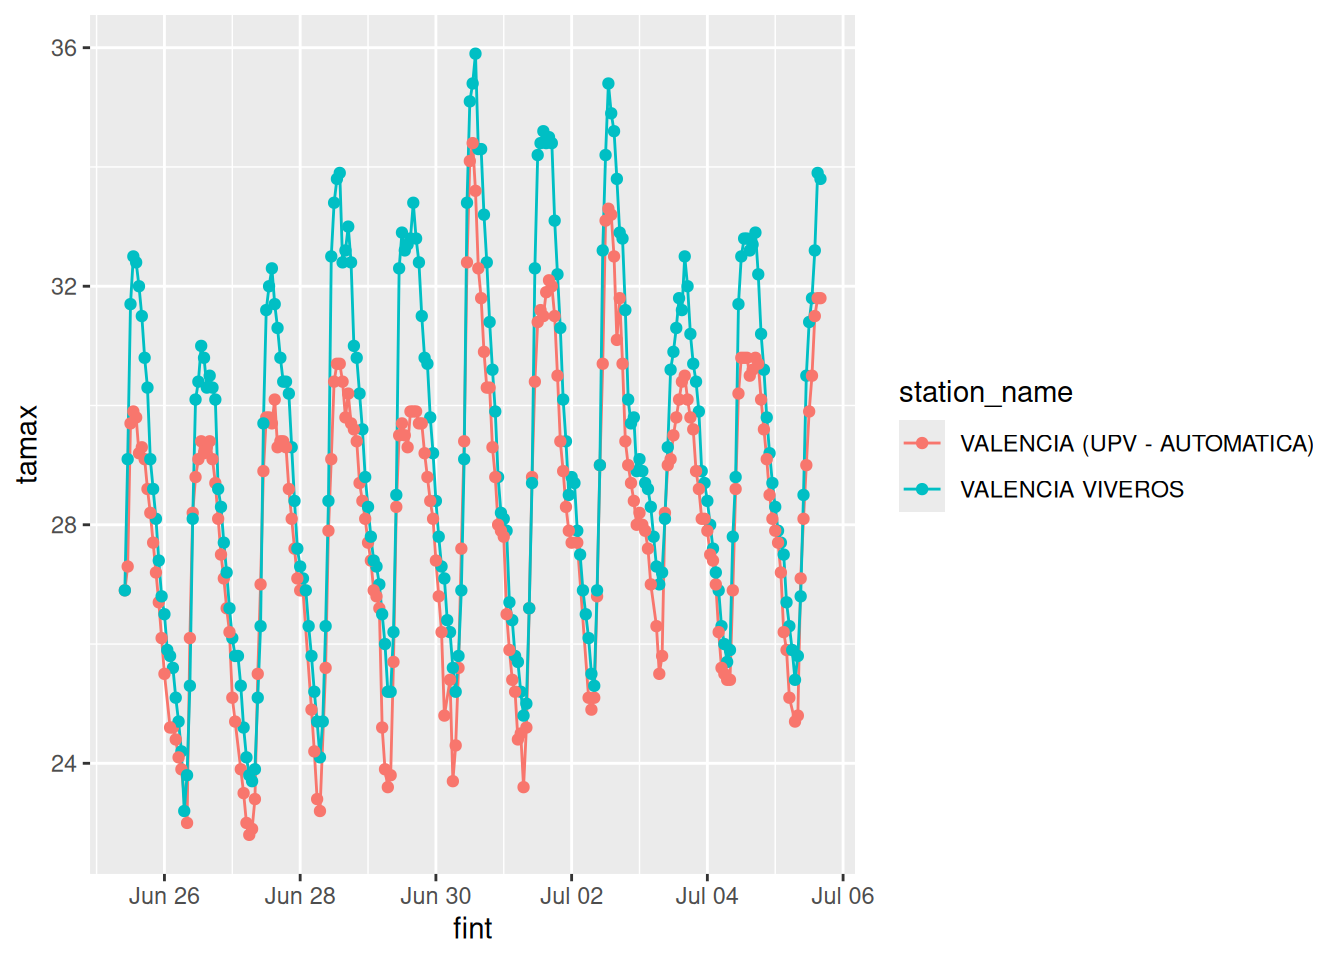 36
32
28
24
tamax
Jun 26 Jun 28 Jun 30 Jul 02 Jul 04 Jul 06
fint
station_name
VALENCIA (UPV - AUTOMATICA)
VALENCIA VIVEROS